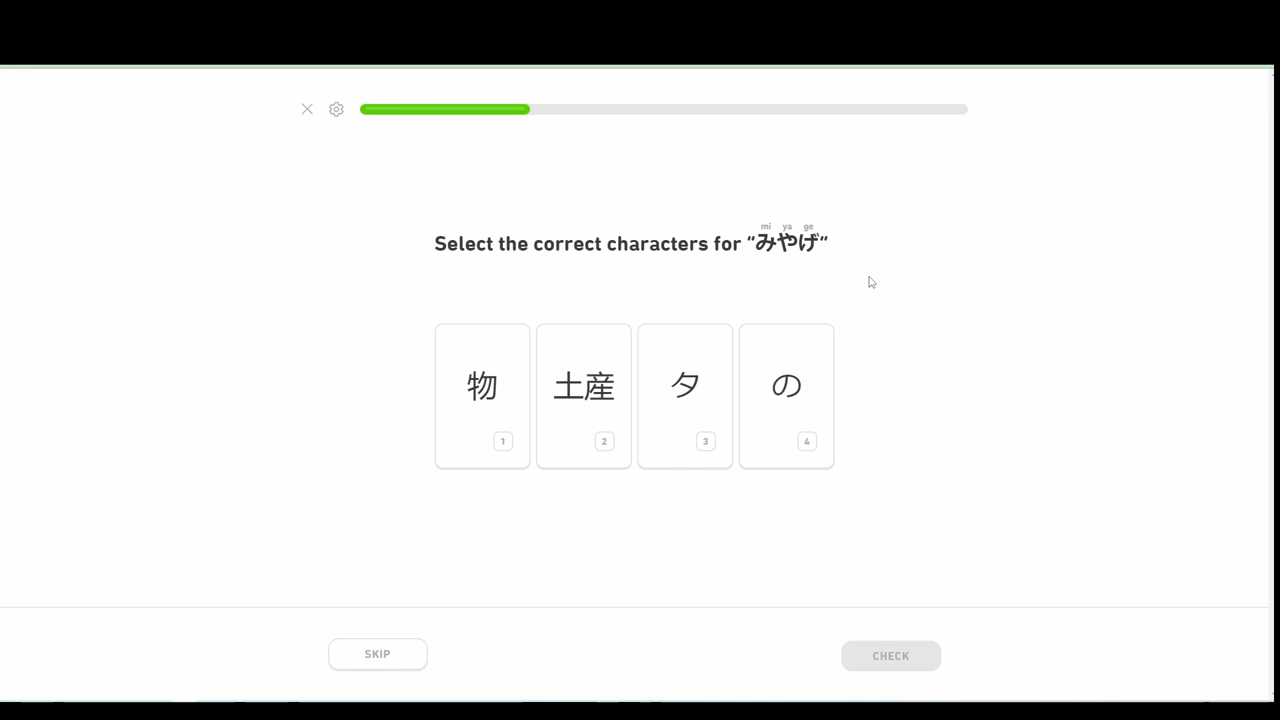 mi ya ge
Select the correct characters for “みやげ”
物 土産 夕 の
1 2 3 4
SKIP CHECK